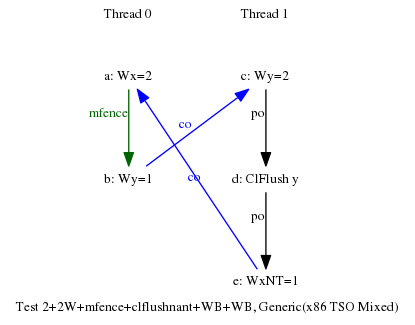 Thread 0 Thread 1
a: Wx=2 c: Wy=2
mfence po
co
b: Wy=1 co d: ClFlush y
po
e: WxNT=1
Test 2+2W+mfence+clflushnant+WB+WB, Generic(x86 TSO Mixed)